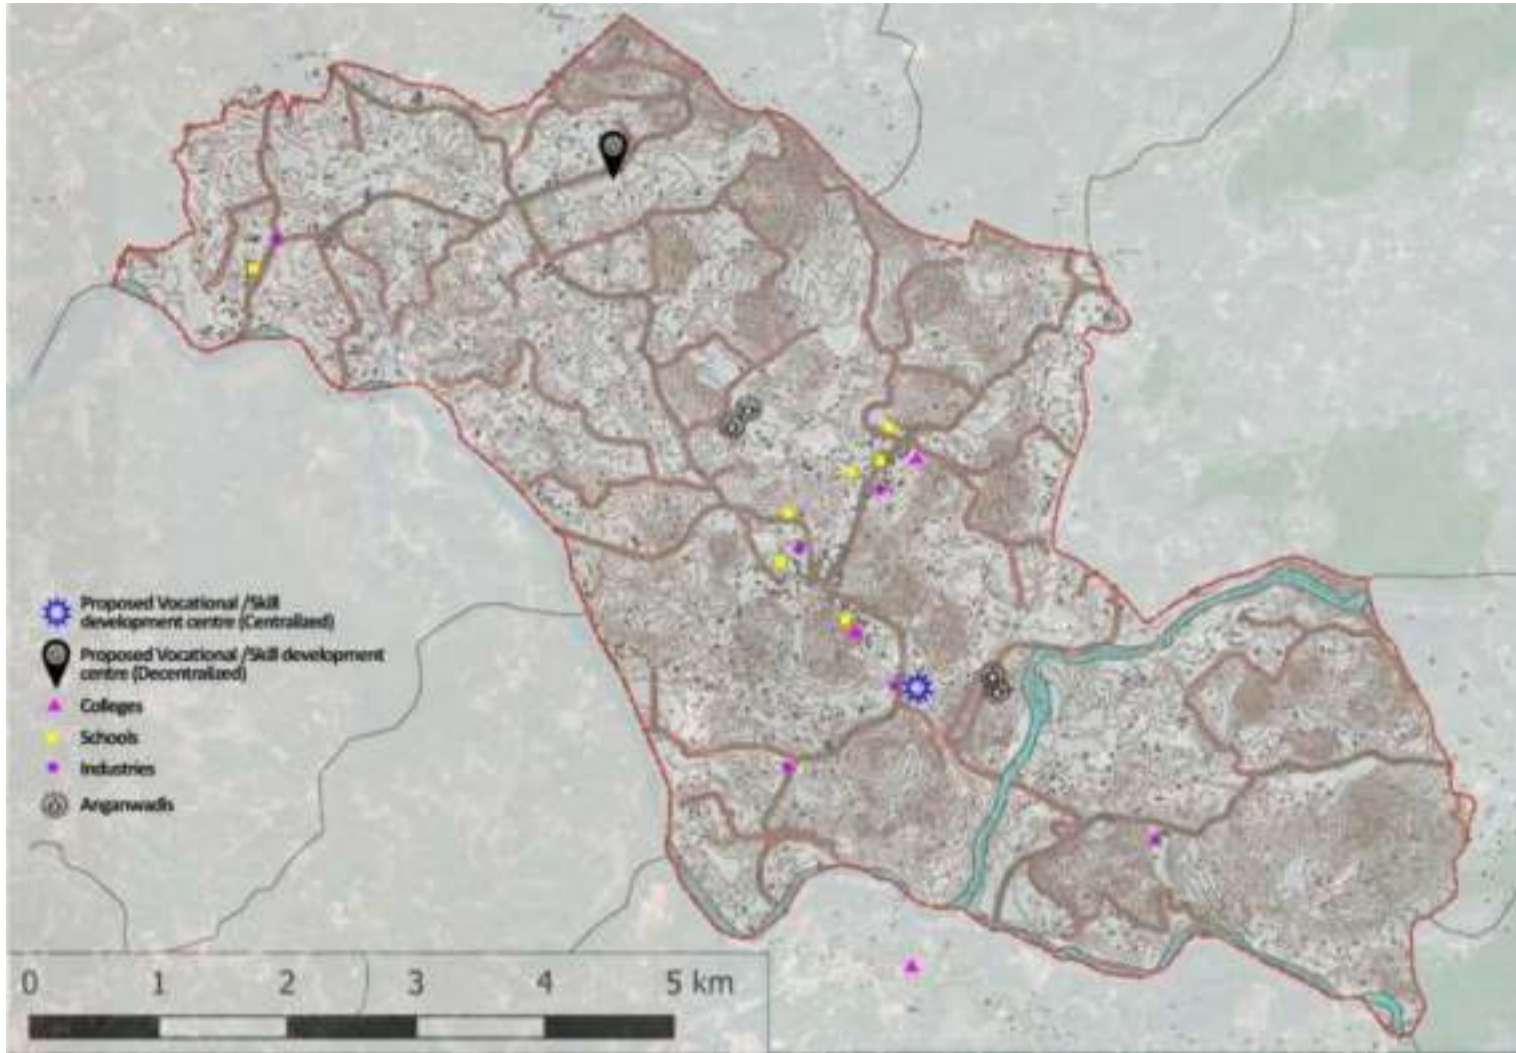 Proposed Vocational /Skill
development centre (Centralized)
Proposed Vocational /Skill development
centre (Decentralized)
Colleges
Schools
Industries
Anganwadis
0 1 2 3 4 5 km